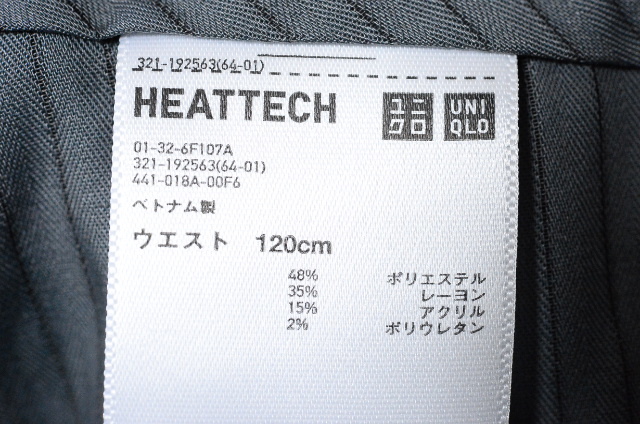 321-192563(64-01)
HEATTECH
ユニ
クロ
UNI
QLO
01-32-6F107A
321-192563(64-01)
441-018A-00F6
ベトナム製
ウエスト 120cm
48% ポリエステル
35% レーヨン
15% アクリル
2% ポリウレタン